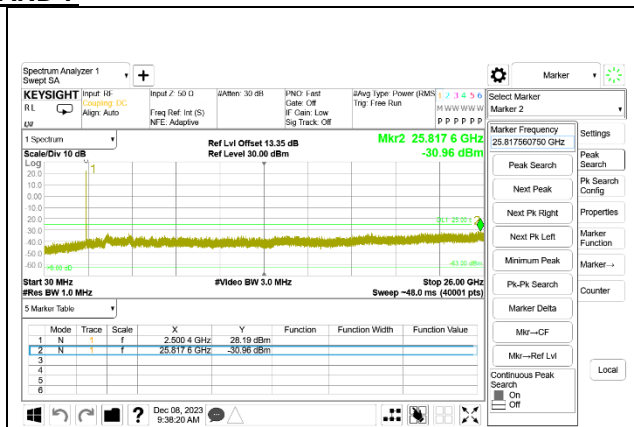 Spectrum Analyzer 1
Swept SA
+
Marker
KEYSIGHT Input: RF Input Z: 50 Ω #Atten: 30 dB PNO: Fast #Avg Type: Power (RMS 1 2 3 4 5 6
RL Coupling: DC Gate: Off Trig: Free Run M W W W W W
Align: Auto Freq Ref: Int (S) IF Gain: Low
NFE: Adaptive Sig Track: Off P P P P P P
Select Marker
Marker 2
1 Spectrum
Scale/Div 10 dB
Log
Ref Lvl Offset 13.35 dB
Ref Level 30.00 dBm
Mkr2 25.817 6 GHz
-30.96 dBm
1
20.0
10.0
0.00
-10.0
-20.0
-30.0
-40.0
-50.0
-60.0
Start 30 MHz #Video BW 3.0 MHz Stop 26.00 GHz
#Res BW 1.0 MHz Sweep ~48.0 ms (40001 pts)
5 Marker Table
Mode Trace Scale X Y Function Function Width Function Value
1 N 1 f 2.500 4 GHz 28.19 dBm
2 N 1 f 25.817 6 GHz -30.96 dBm
3
4
5
6
Marker Frequency
25.817560750 GHz
Peak Search
Next Peak
Next Pk Right
Next Pk Left
Minimum Peak
Pk-Pk Search
Marker Delta
Mkr→CF
Mkr→Ref Lvl
Continuous Peak
Search
On
Off
Settings
Peak
Search
Pk Search
Config
Properties
Marker
Function
Marker→
Counter
Local
?
Dec 08, 2023
9:38:20 AM